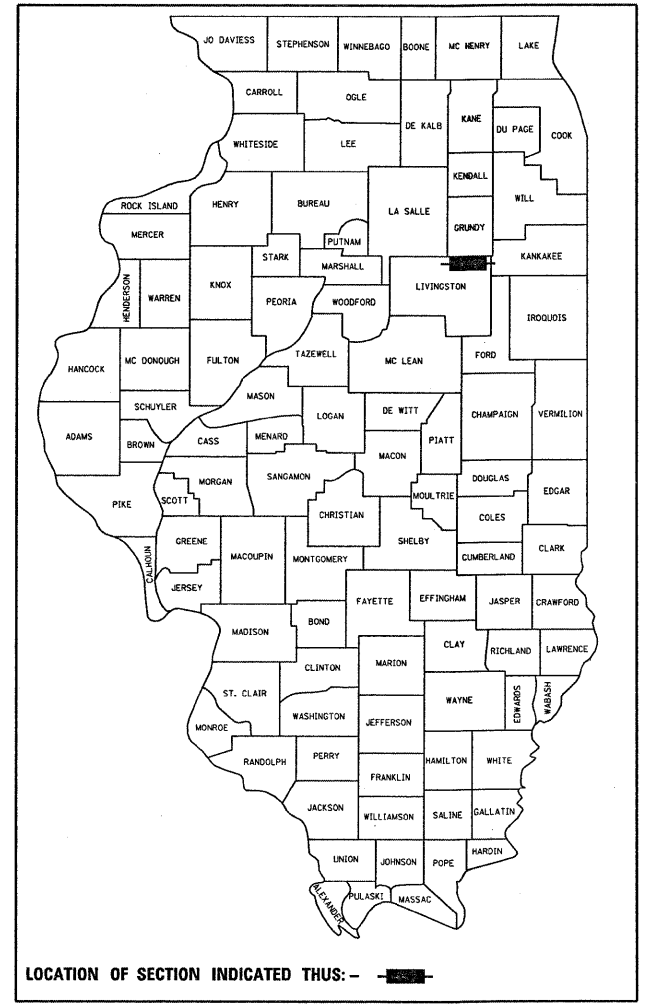 JO DAVIESS
STEPHENSON
WINNEBAGO
BOONE
MC HENRY
LAKE
CARROLL
OGLE
DE KALB
KANE
DU PAGE
COOK
WHITESIDE
LEE
KENDALL
WILL
ROCK ISLAND
HENRY
BUREAU
LA SALLE
GRUNDY
MERCER
PUTNAM
STARK
MARSHALL
KANKAKEE
HENDERSON
WARREN
KNOX
PEORIA
WOODFORD
LIVINGSTON
IROQUOIS
HANCOCK
MC DONOUGH
FULTON
TAZEWELL
MC LEAN
FORD
SCHUYLER
MASON
LOGAN
DE WITT
CHAMPAIGN
VERMILION
ADAMS
BROWN
CASS
MENARD
MACON
PIATT
PIKE
SCOTT
MORGAN
SANGAMON
CHRISTIAN
MOULTRIE
DOUGLAS
EDGAR
COLES
CALHOUN
GREENE
MACOUPIN
MONTGOMERY
SHELBY
CUMBERLAND
CLARK
JERSEY
FAYETTE
EFFINGHAM
JASPER
CRAWFORD
MADISON
BOND
CLAY
RICHLAND
LAWRENCE
CLINTON
MARION
ST. CLAIR
WAYNE
EDWARDS
WABASH
WASHINGTON
JEFFERSON
MONROE
RANDOLPH
PERRY
HAMILTON
WHITE
FRANKLIN
JACKSON
WILLIAMSON
SALINE
GALLATIN
UNION
JOHNSON
POPE
HARDIN
ALEXANDER
PULASKI
MASSAC
LOCATION OF SECTION INDICATED THUS: –